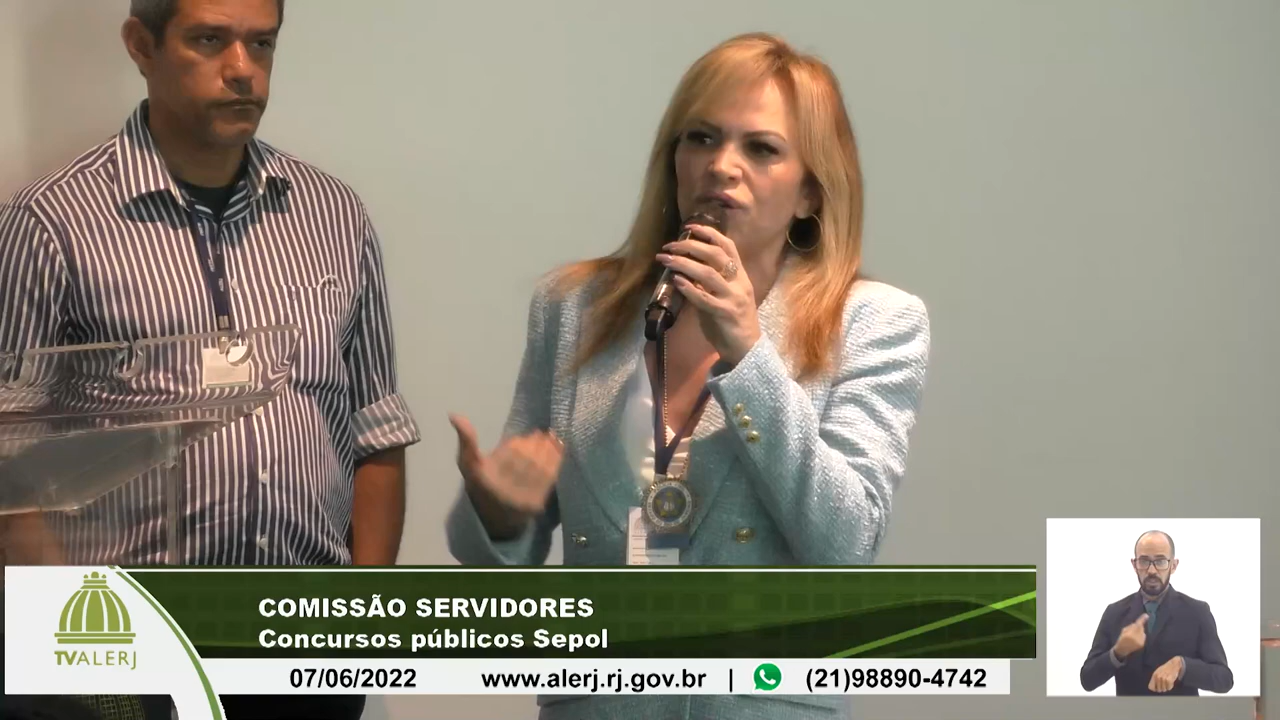 COMISSÃO SERVIDORES
Concursos públicos Sepol
TVALERJ
07/06/2022 www.alerj.rj.gov.br | (21)98890-4742